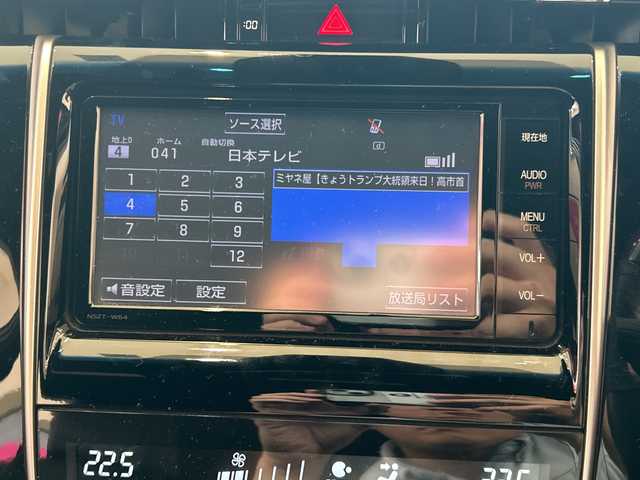 :00
TV
ソース選択
地上D ホーム 自動切換
4 041 日本テレビ
d
1 2 3
4 5 6
7 8 9
12
ミヤネ屋【きょうトランプ大統領来日!高市首
音設定 設定 放送局リスト
NSZT-W64
現在地
AUDIO
PWR
MENU
CTRL
VOL+
VOL-
22.5